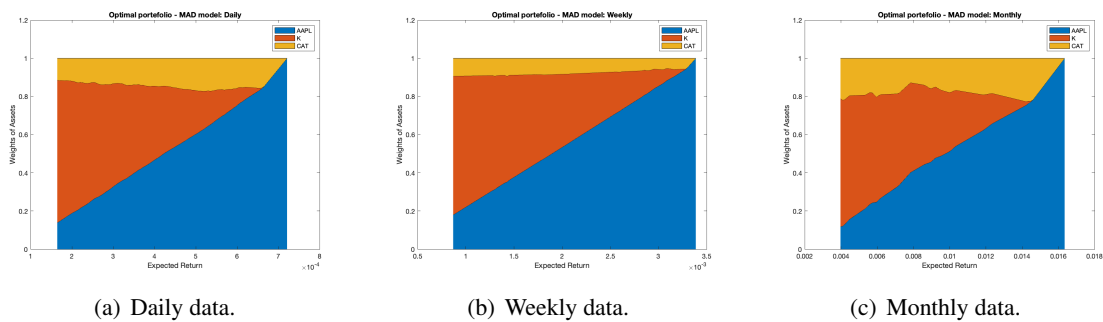 Optimal portefolio - MAD model: Daily
1.2
1
0.8
0.6
0.4
0.2
0
Weights of Assets
AAPL
K
CAT
1 2 3 4 5 6 7 8
Expected Return
×10⁻⁴
(a) Daily data.
Optimal portefolio - MAD model: Weekly
1.2
1
0.8
0.6
0.4
0.2
0
Weights of Assets
AAPL
K
CAT
0.5 1 1.5 2 2.5 3 3.5
Expected Return
×10⁻³
(b) Weekly data.
Optimal portefolio - MAD model: Monthly
1.2
1
0.8
0.6
0.4
0.2
0
Weights of Assets
AAPL
K
CAT
0.002 0.004 0.006 0.008 0.01 0.012 0.014 0.016 0.018
Expected Return
(c) Monthly data.